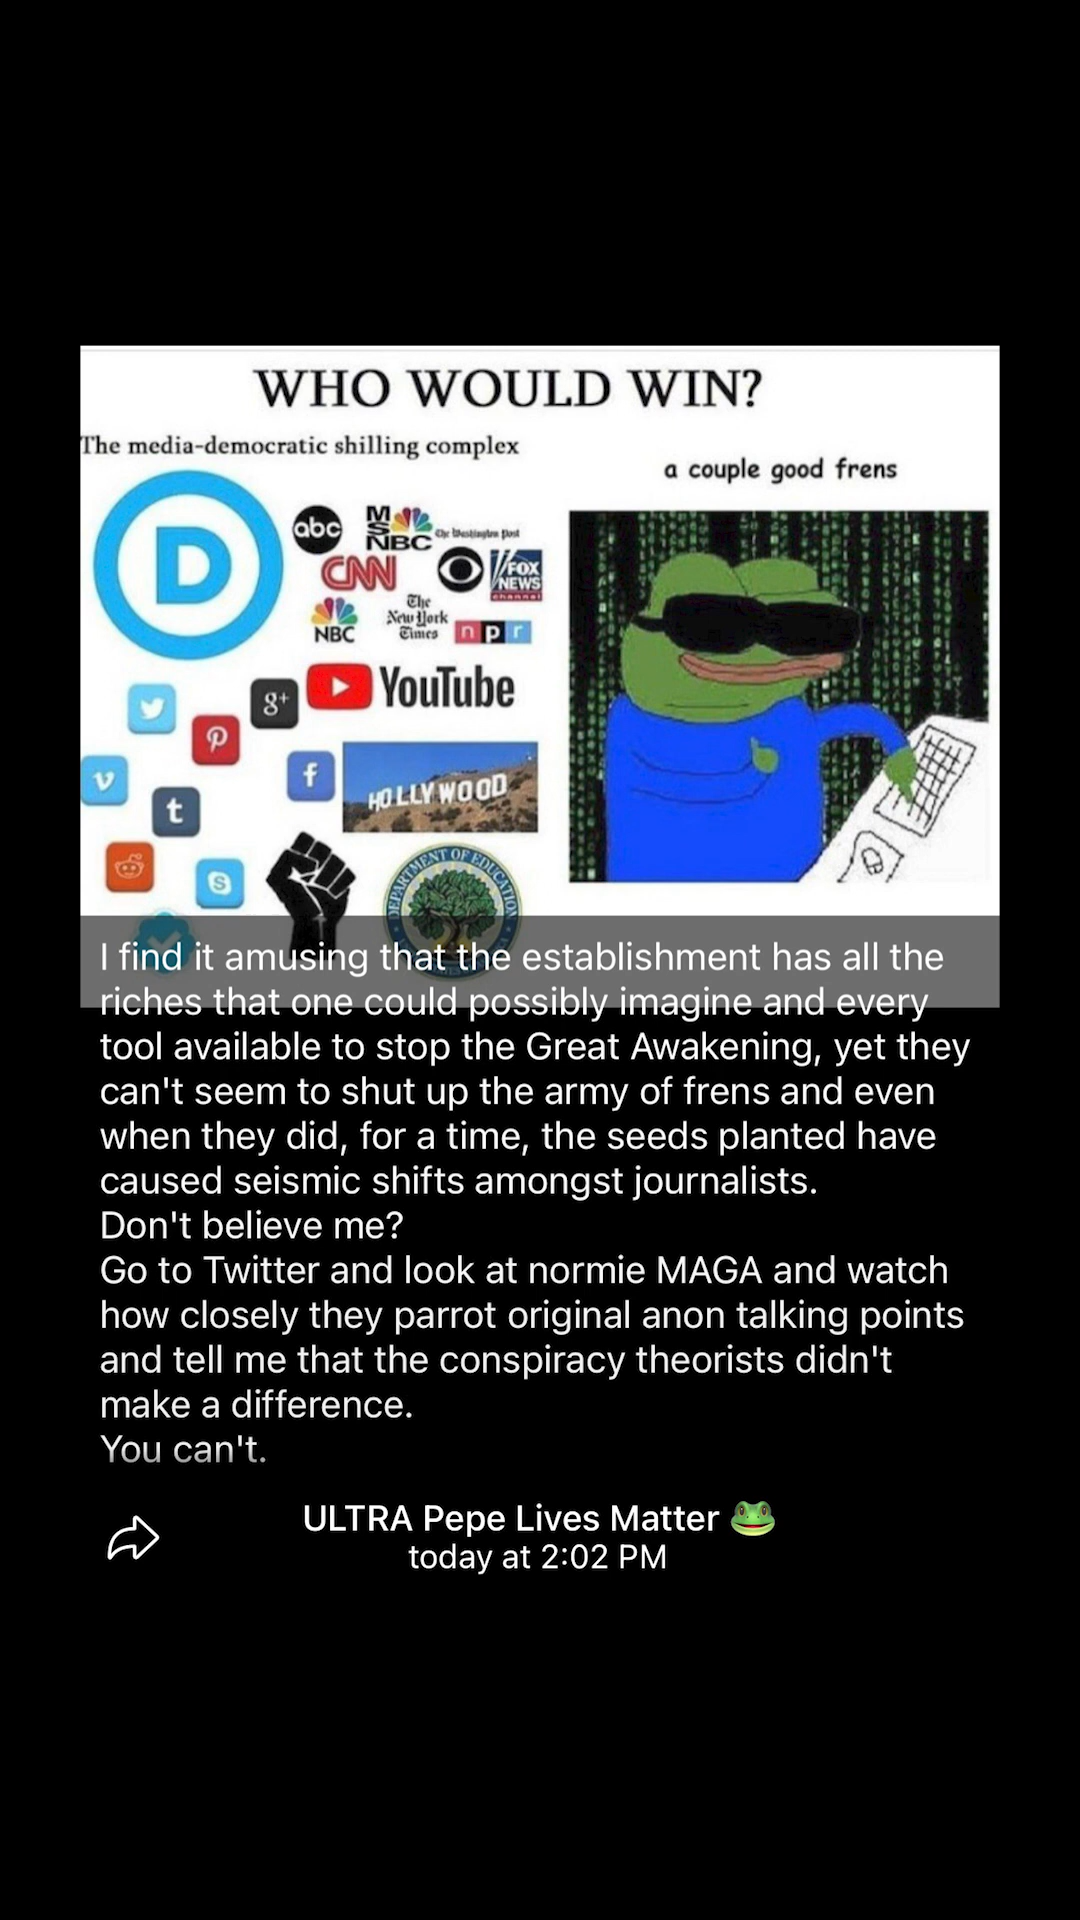 WHO WOULD WIN?
The media-democratic shilling complex
a couple good frens
D
abc
MSNBC
The Washington Post
CNN
FOX
NEWS
channel
NBC
The
New York
Times
npr
YouTube
g+
p
v
f
t
HOLLYWOOD
S
DEPARTMENT OF EDUCATION
I find it amusing that the establishment has all the
riches that one could possibly imagine and every
tool available to stop the Great Awakening, yet they
can't seem to shut up the army of frens and even
when they did, for a time, the seeds planted have
caused seismic shifts amongst journalists.
Don't believe me?
Go to Twitter and look at normie MAGA and watch
how closely they parrot original anon talking points
and tell me that the conspiracy theorists didn't
make a difference.
You can't.
ULTRA Pepe Lives Matter 🐸
today at 2:02 PM